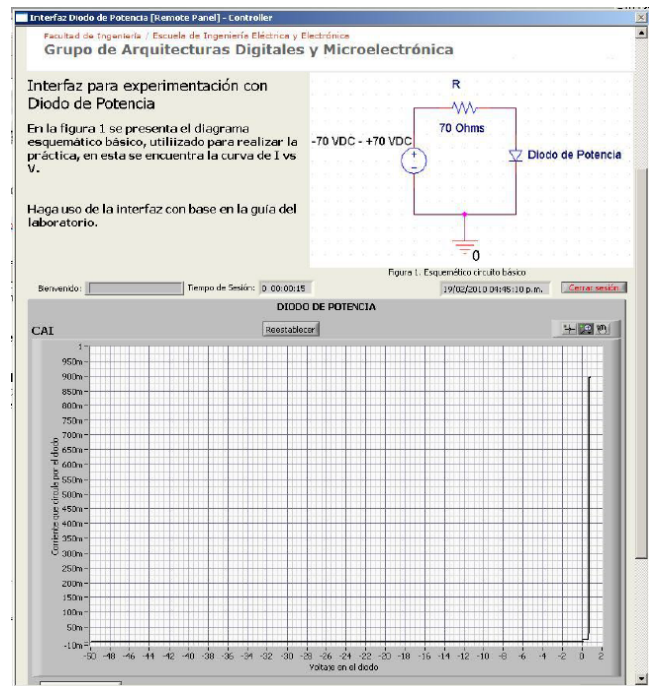 Interfaz Diodo de Potencia [Remote Panel] - Controller
Facultad de Ingeniería / Escuela de Ingeniería Eléctrica y Electrónica
Grupo de Arquitecturas Digitales y Microelectrónica
Interfaz para experimentación con
Diodo de Potencia
En la figura 1 se presenta el diagrama
esquemático básico, utiliizado para realizar la
práctica, en esta se encuentra la curva de I vs
V.
Haga uso de la interfaz con base en la guía del
laboratorio.
R
70 Ohms
-70 VDC - +70 VDC
Diodo de Potencia
0
Figura 1. Esquemático circuito básico
Bienvenido:
Tiempo de Sesión:
0 00:00:15
19/02/2010 04:45:10 p.m.
Cerrar sesión
DIODO DE POTENCIA
CAI
Reestablecer
Corriente que circula por el diodo
1
950m
900m
850m
800m
750m
700m
650m
600m
550m
500m
450m
400m
350m
300m
250m
200m
150m
100m
50m
-10m
-50 -48 -46 -44 -42 -40 -38 -36 -34 -32 -30 -28 -26 -24 -22 -20 -18 -16 -14 -12 -10 -8 -6 -4 -2 0 2
Voltaje en el diodo